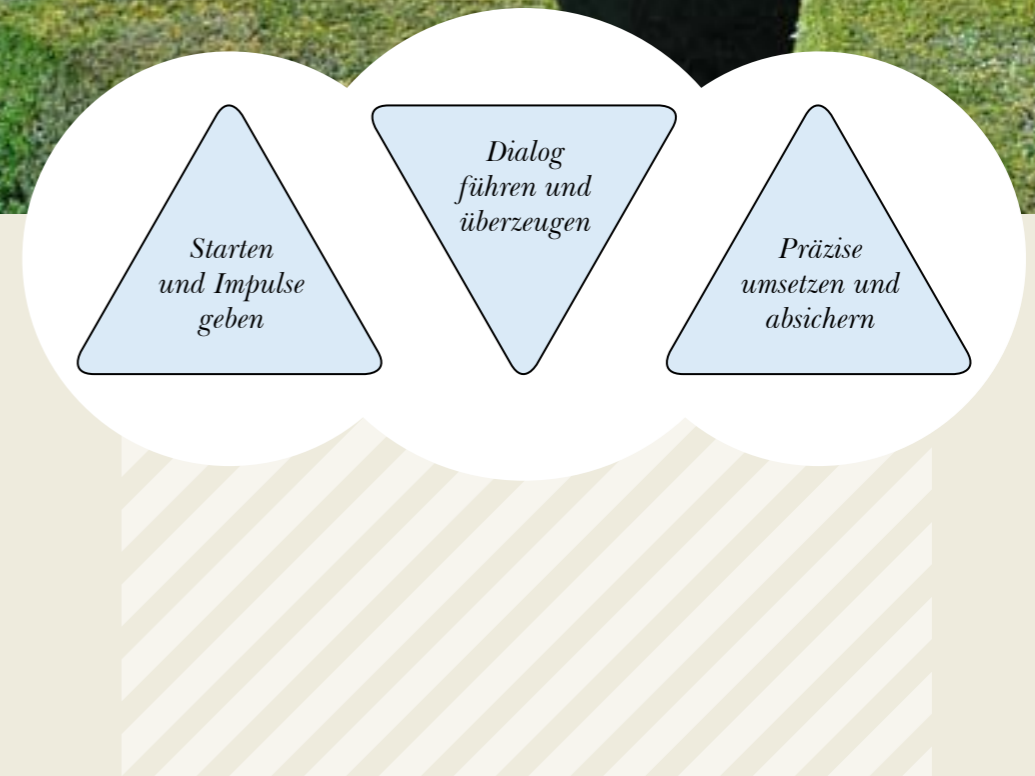 Starten
und Impulse
geben
Dialog
führen und
überzeugen
Präzise
umsetzen und
absichern